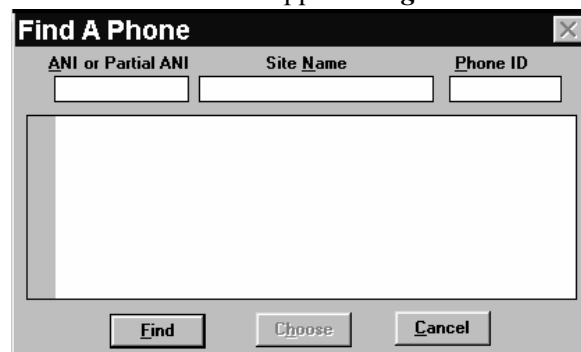 Find A Phone
ANI or Partial ANI Site Name Phone ID
Find Choose Cancel